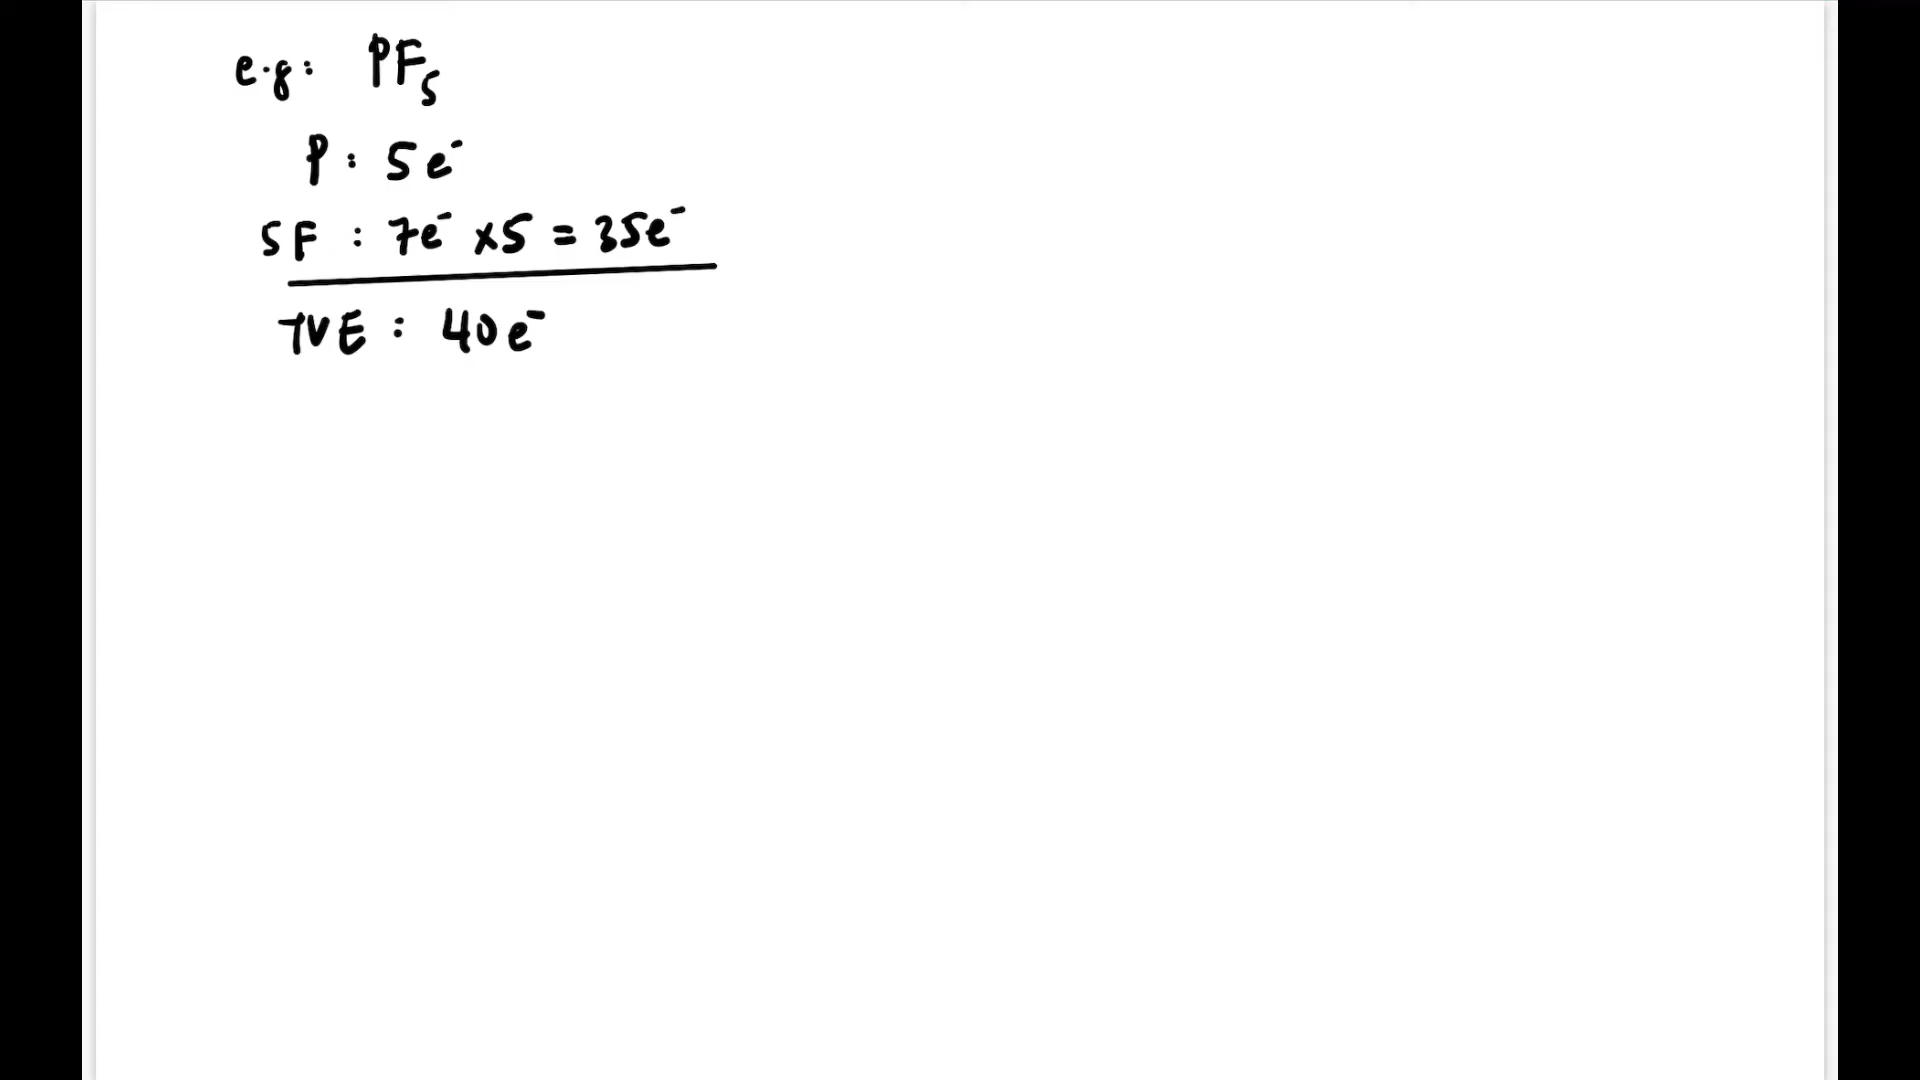 e.g: PF₅
P : 5e⁻
5F : 7e⁻ x5 = 35e⁻
TVE : 40e⁻